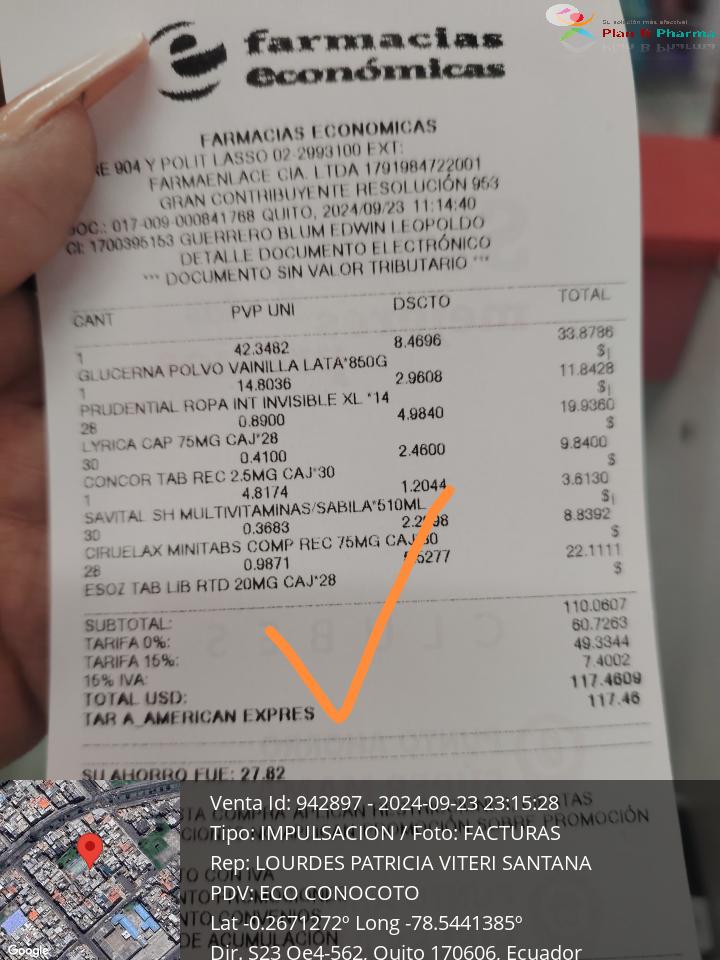 Su solución más efectiva!
Plan B Pharma
farmacias
económicas
FARMACIAS ECONOMICAS
RE 904 Y POLIT LASSO 02-2993100 EXT:
FARMAENLACE CIA. LTDA 1791984722001
GRAN CONTRIBUYENTE RESOLUCIÓN 953
DOC.: 017-009-000841768 QUITO, 2024/09/23 11:14:40
CI: 1700395153 GUERRERO BLUM EDWIN LEOPOLDO
DETALLE DOCUMENTO ELECTRÓNICO
*** DOCUMENTO SIN VALOR TRIBUTARIO ***
CANT PVP UNI DSCTO TOTAL
1 42.3482 8.4696 33.8786
GLUCERNA POLVO VAINILLA LATA*850G $|
1 14.8036 2.9608 11.8428
PRUDENTIAL ROPA INT INVISIBLE XL *14 $|
28 0.8900 4.9840 19.9360
LYRICA CAP 75MG CAJ*28 $
30 0.4100 2.4600 9.8400
CONCOR TAB REC 2.5MG CAJ*30 $
1 4.8174 1.2044 3.6130
SAVITAL SH MULTIVITAMINAS/SABILA*510ML $|
30 0.3683 8.8392
CIRUELAX MINITABS COMP REC 75MG $
28 0.9871 22.1111
ESOZ TAB LIB RTD 20MG CAJ*28 $
SUBTOTAL: 110.0607
TARIFA 0%: 60.7263
TARIFA 15%: 49.3344
15% IVA: 7.4002
TOTAL USD: 117.4609
TAR A_AMERICAN EXPRES 117.46
SU AHORRO FUE: 27.82
Venta Id: 942897 - 2024-09-23 23:15:28
Tipo: IMPULSACION / Foto: FACTURAS
Rep: LOURDES PATRICIA VITERI SANTANA
PDV: ECO CONOCOTO
Lat -0.2671272º Long -78.5441385º
Dir. S23 Oe4-562, Quito 170606, Ecuador
Google